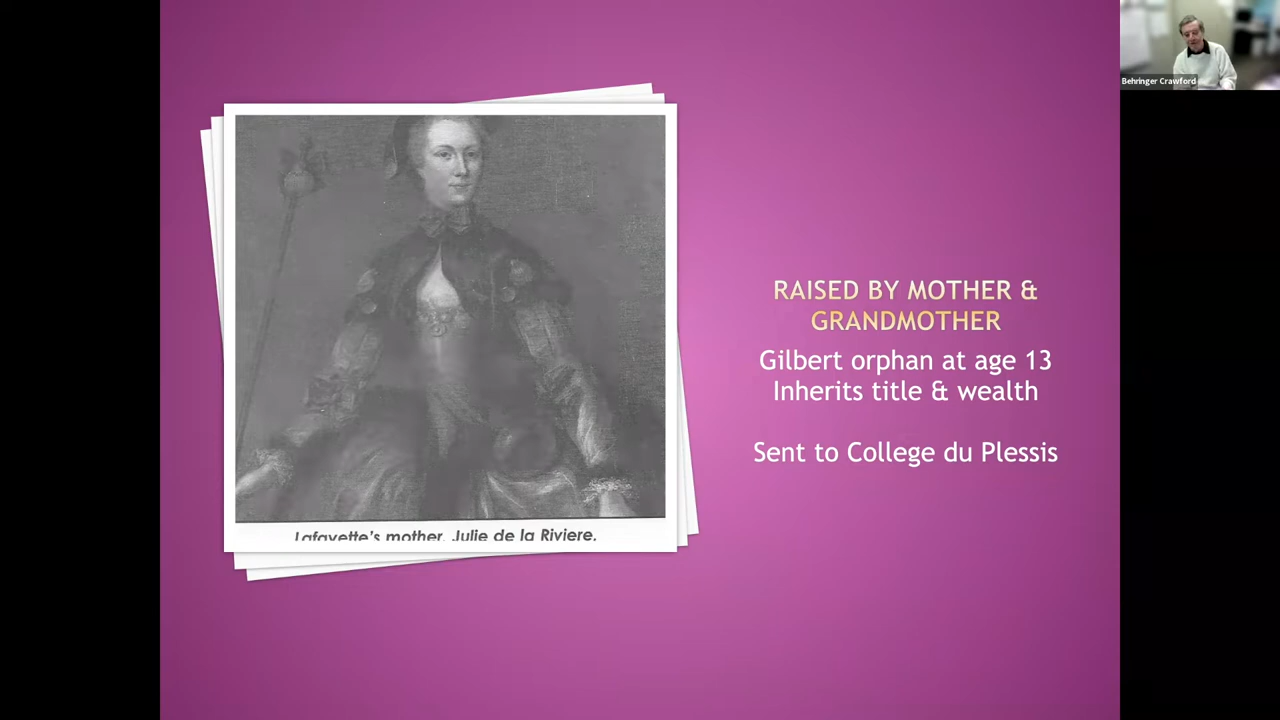 Behringer Crawford
RAISED BY MOTHER &
GRANDMOTHER
Gilbert orphan at age 13
Inherits title & wealth
Sent to College du Plessis
Lafayette's mother, Julie de la Riviere.